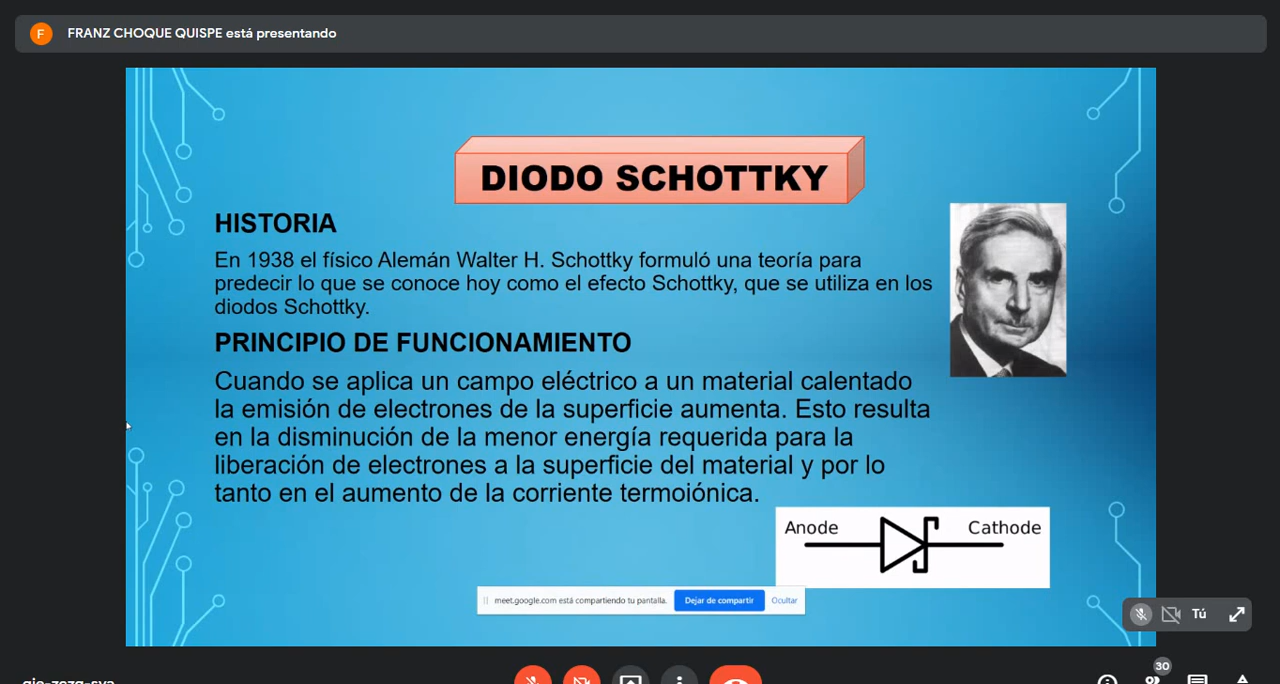 F FRANZ CHOQUE QUISPE está presentando
DIODO SCHOTTKY
HISTORIA
En 1938 el físico Alemán Walter H. Schottky formuló una teoría para
predecir lo que se conoce hoy como el efecto Schottky, que se utiliza en los
diodos Schottky.
PRINCIPIO DE FUNCIONAMIENTO
Cuando se aplica un campo eléctrico a un material calentado
la emisión de electrones de la superficie aumenta. Esto resulta
en la disminución de la menor energía requerida para la
liberación de electrones a la superficie del material y por lo
tanto en el aumento de la corriente termoiónica.
Anode Cathode
meet.google.com está compartiendo tu pantalla. Dejar de compartir Ocultar
Tú
30